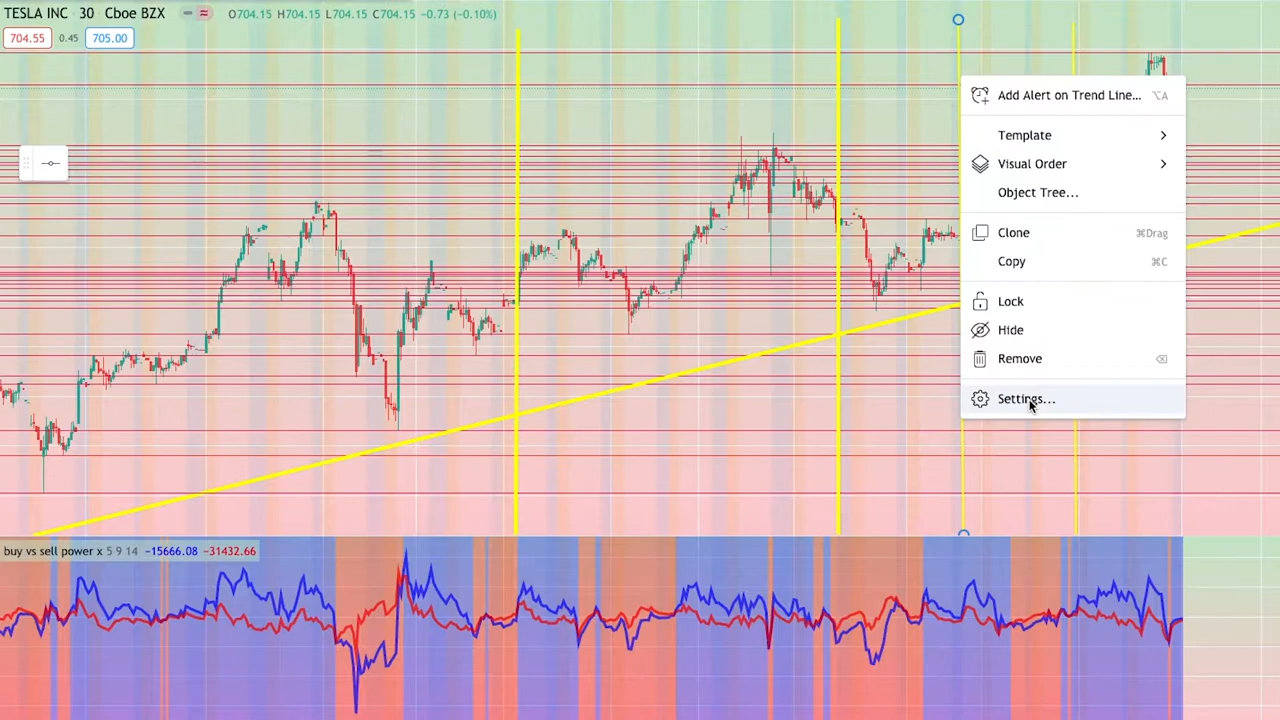 TESLA INC 30 Cboe BZX O704.15 H704.15 L704.15 C704.15 −0.73 (−0.10%)
704.55 0.45 705.00
Add Alert on Trend Line... ⌥A
Template
Visual Order
Object Tree...
Clone ⌘Drag
Copy ⌘C
Lock
Hide
Remove
Settings...
buy vs sell power x 5 9 14 −15666.08 −31432.66